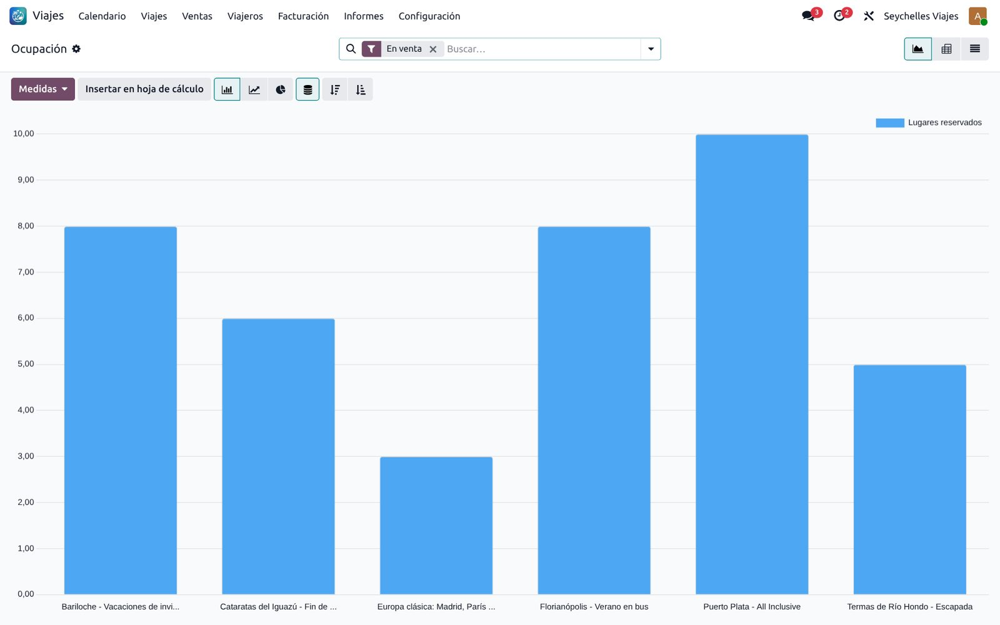 Viajes Calendario Viajes Ventas Viajeros Facturación Informes Configuración 3 2 Seychelles Viajes A
Ocupación En venta Buscar...
Medidas Insertar en hoja de cálculo
Lugares reservados
10,00
9,00
8,00
7,00
6,00
5,00
4,00
3,00
2,00
1,00
0,00
Bariloche - Vacaciones de invi... Cataratas del Iguazú - Fin de ... Europa clásica: Madrid, París ... Florianópolis - Verano en bus Puerto Plata - All Inclusive Termas de Río Hondo - Escapada